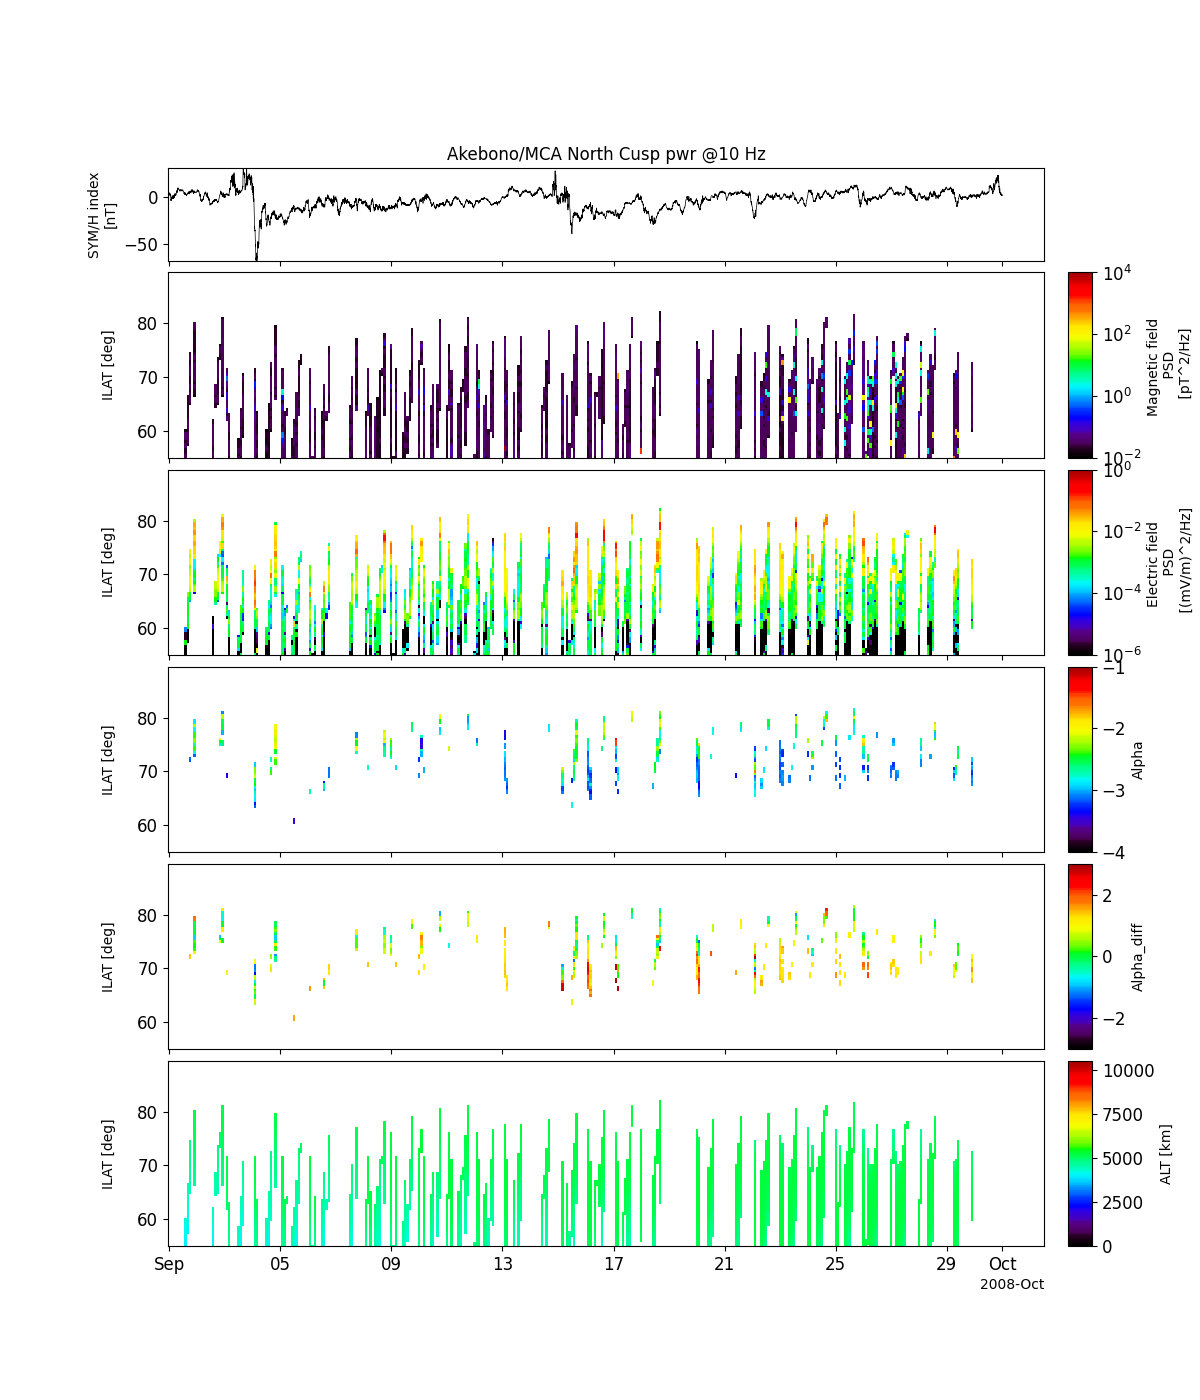 Akebono/MCA North Cusp pwr @10 Hz
SYM/H index
[nT]
0
−50
ILAT [deg]
80
70
60
10^4
10^2
10^0
10^−2
Magnetic field
PSD
[pT^2/Hz]
ILAT [deg]
80
70
60
10^0
10^−2
10^−4
10^−6
Electric field
PSD
[(mV/m)^2/Hz]
ILAT [deg]
80
70
60
−1
−2
−3
−4
Alpha
ILAT [deg]
80
70
60
2
0
−2
Alpha_diff
ILAT [deg]
80
70
60
10000
7500
5000
2500
0
ALT [km]
Sep 05 09 13 17 21 25 29 Oct
2008-Oct